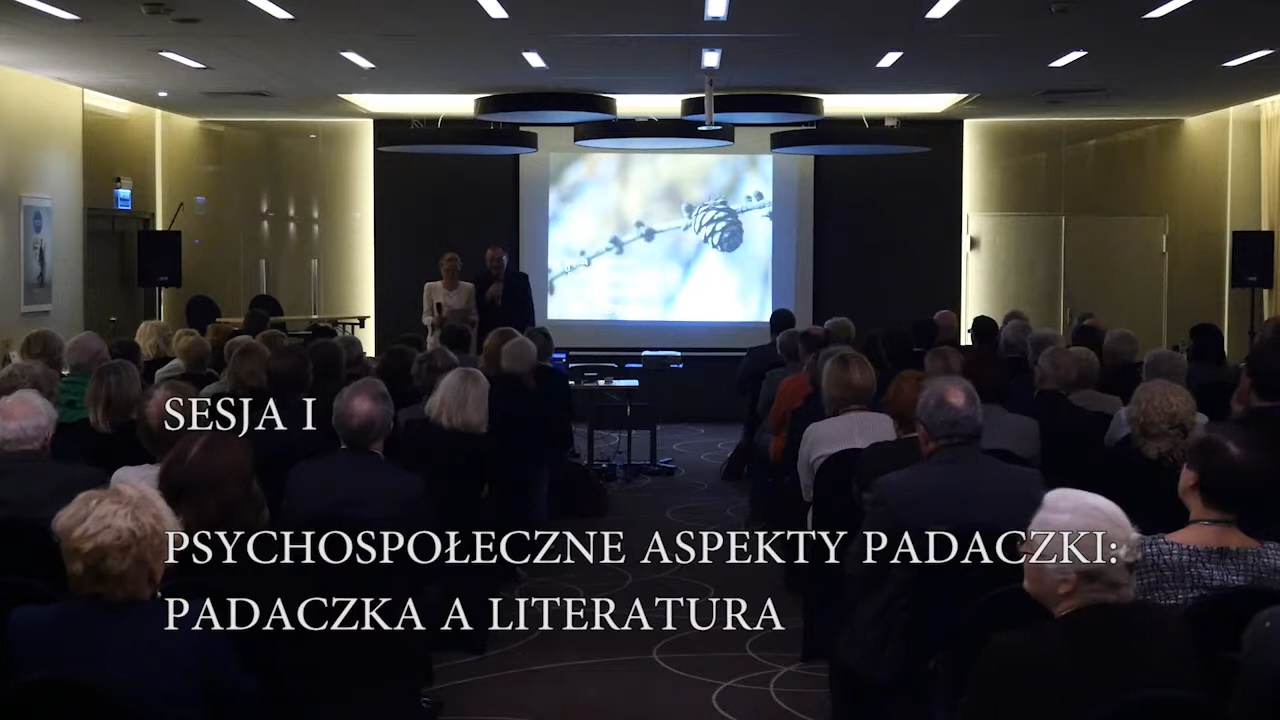 SESJA I
PSYCHOSPOŁECZNE ASPEKTY PADACZKI:
PADACZKA A LITERATURA